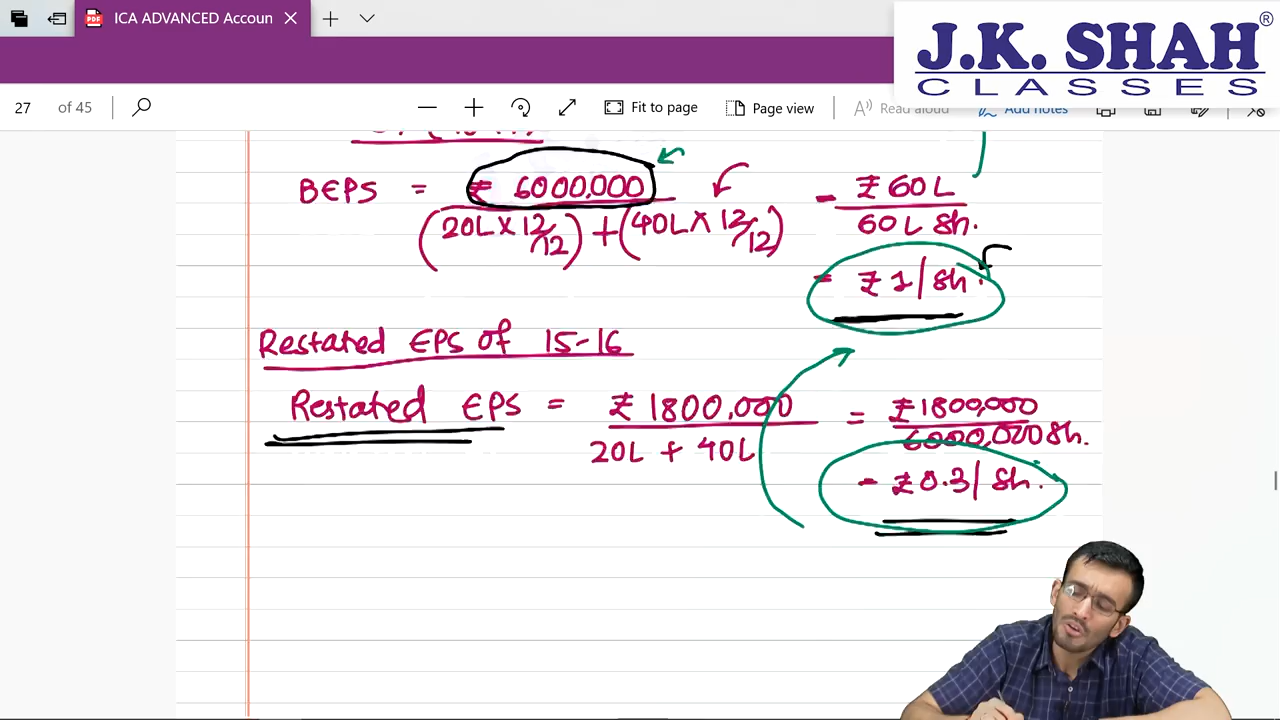 ICA ADVANCED Accoun
J.K. SHAH®
CLASSES
27 of 45
Fit to page
Page view
Read aloud
Add notes
BEPS = ₹ 6000,000 / (20L × 12/12) + (40L × 12/12) = ₹ 60L / 60L Sh.
= ₹ 1/Sh.
Restated EPS of 15-16
Restated EPS = ₹ 1800,000 / 20L + 40L = ₹ 1800,000 / 6000,000 Sh.
= ₹ 0.3/Sh.